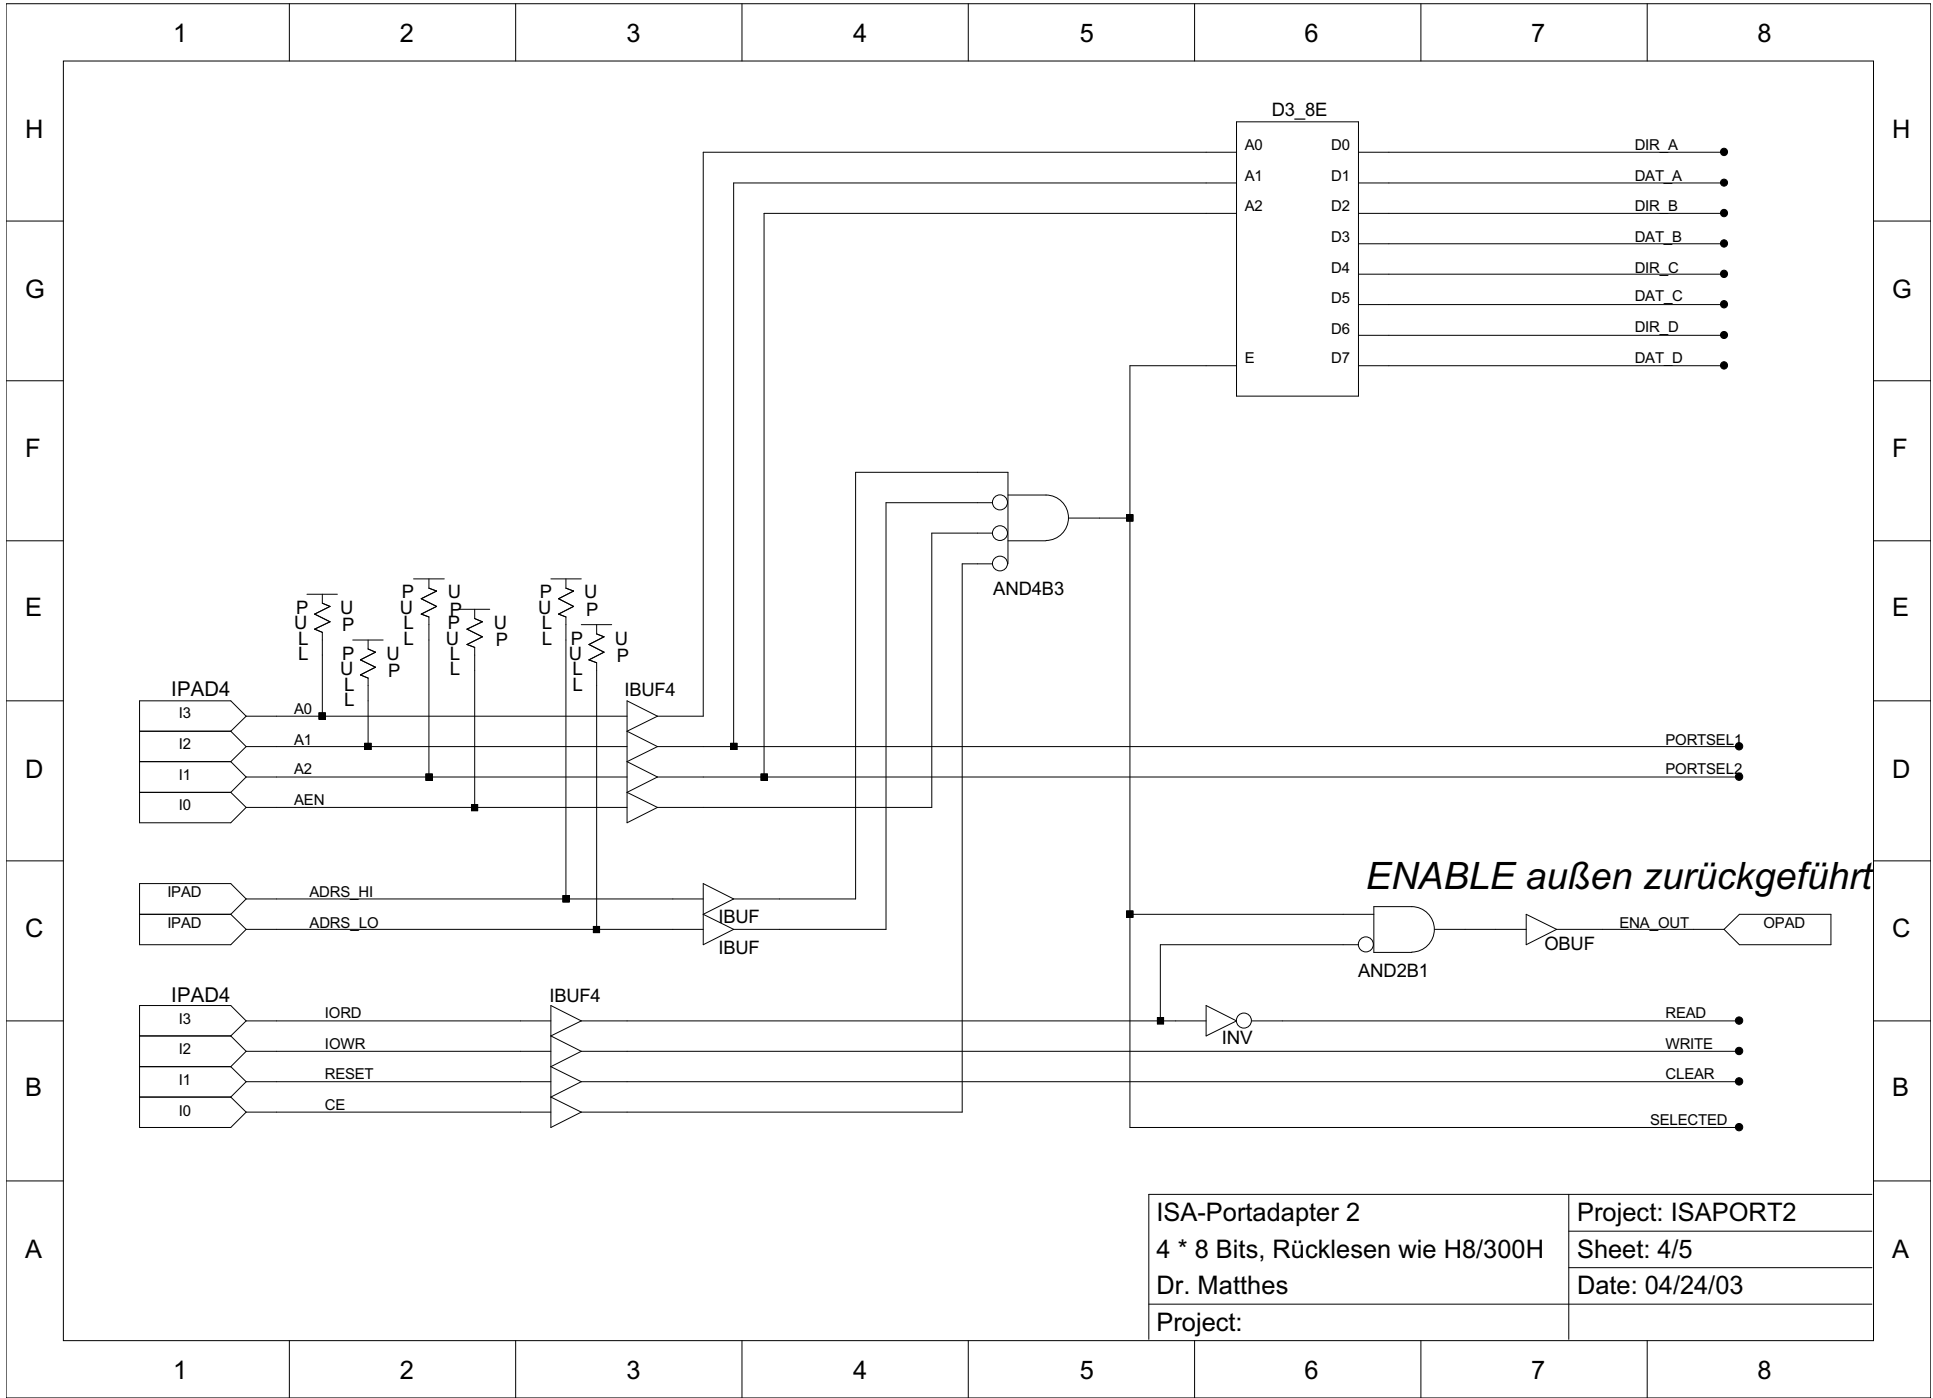 1 2 3 4 5 6 7 8
H H
D3_8E
A0 D0 DIR_A
A1 D1 DAT_A
A2 D2 DIR_B
D3 DAT_B
G G
D4 DIR_C
D5 DAT_C
D6 DIR_D
E D7 DAT_D
F F
AND4B3
E E
PULL UP
PULL UP
PULL UP
PULL UP
PULL UP
PULL UP
IPAD4 IBUF4
I3 A0
I2 A1 PORTSEL1
D D
I1 A2 PORTSEL2
I0 AEN
ENABLE außen zurückgeführt
IPAD ADRS_HI IBUF
IPAD ADRS_LO IBUF
C C
ENA_OUT OPAD
OBUF
AND2B1
IPAD4 IBUF4
I3 IORD READ
INV
I2 IOWR WRITE
I1 RESET CLEAR
B B
I0 CE
SELECTED
A A
ISA-Portadapter 2 Project: ISAPORT2
4 * 8 Bits, Rücklesen wie H8/300H Sheet: 4/5
Dr. Matthes Date: 04/24/03
Project:
1 2 3 4 5 6 7 8